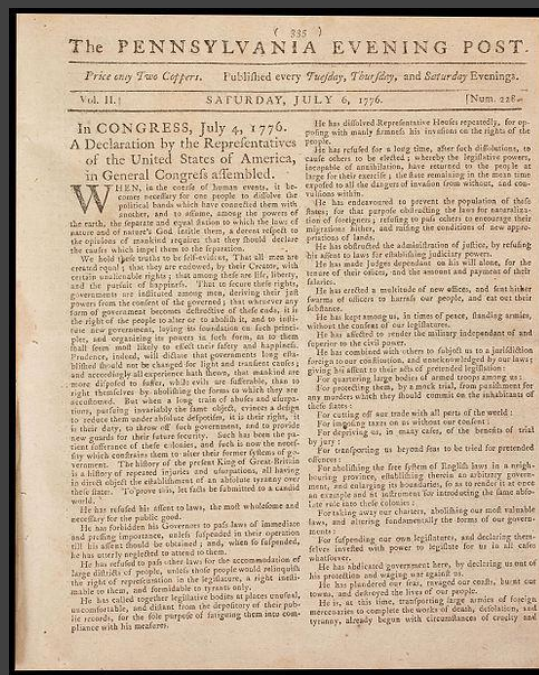 ( 335 )
The PENNSYLVANIA EVENING POST.
Price only Two Coppers. Published every Tuesday, Thursday, and Saturday Evenings.
Vol. II.] SATURDAY, JULY 6, 1776. [Num. 228.
In CONGRESS, July 4, 1776.
A Declaration by the Representatives
of the United States of America,
in General Congress assembled.
WHEN, in the course of human events, it be-
comes necessary for one people to dissolve the
political bands which have connected them with
another, and to assume, among the powers of
the earth, the separate and equal station to which the laws of
nature and of nature's God intitle them, a decent respect to
the opinions of mankind requires that they should declare
the causes which impel them to the separation.
We hold these truths to be self-evident, That all men are
created equal; that they are endowed, by their Creator, with
certain unalienable rights; that among these are life, liberty,
and the pursuit of happiness. That to secure these rights,
governments are instituted among men, deriving their just
powers from the consent of the governed; that whenever any
form of government becomes destructive of these ends, it is
the right of the people to alter or to abolish it, and to insti-
tute new government, laying its foundation on such princi-
ples, and organizing its powers in such form, as to them
shall seem most likely to effect their safety and happiness.
Prudence, indeed, will dictate that governments long esta-
blished should not be changed for light and transient causes;
and accordingly all experience hath shewn, that mankind are
more disposed to suffer, while evils are sufferable, than to
right themselves by abolishing the forms to which they are
accustomed. But when a long train of abuses and usurpa-
tions, pursuing invariably the same object, evinces a design
to reduce them under absolute despotism, it is their right, it
is their duty, to throw off such government, and to provide
new guards for their future security. Such has been the pa-
tient sufferance of these colonies, and such is now the neces-
sity which constrains them to alter their former systems of go-
vernment. The history of the present King of Great-Britain
is a history of repeated injuries and usurpations, all having
in direct object the establishment of an absolute tyranny over
these states. To prove this, let facts be submitted to a candid
world.
He has refused his assent to laws, the most wholesome and
necessary for the public good.
He has forbidden his Governors to pass laws of immediate
and pressing importance, unless suspended in their operation
till his assent should be obtained; and, when so suspended,
he has utterly neglected to attend to them.
He has refused to pass other laws for the accommodation of
large districts of people, unless those people would relinquish
the right of representation in the legislature, a right inesti-
mable to them, and formidable to tyrants only.
He has called together legislative bodies at places unusual,
uncomfortable, and distant from the depository of their pub-
lic records, for the sole purpose of fatiguing them into com-
pliance with his measures.
He has dissolved Representative Houses repeatedly, for op-
posing with manly firmness his invasions on the rights of the
people.
He has refused for a long time, after such dissolutions, to
cause others to be elected; whereby the legislative powers,
incapable of annihilation, have returned to the people at
large for their exercise; the state remaining in the mean time
exposed to all the dangers of invasion from without, and con-
vulsions within.
He has endeavoured to prevent the population of these
states; for that purpose obstructing the laws for naturaliza-
tion of foreigners; refusing to pass others to encourage their
migrations hither, and raising the conditions of new appro-
priations of lands.
He has obstructed the administration of justice, by refusing
his assent to laws for establishing judiciary powers.
He has made judges dependant on his will alone, for the
tenure of their offices, and the amount and payment of their
salaries.
He has erected a multitude of new offices, and sent hither
swarms of officers to harrass our people, and eat out their
substance.
He has kept among us, in times of peace, standing armies,
without the consent of our legislatures.
He has affected to render the military independent of and
superior to the civil power.
He has combined with others to subject us to a jurisdiction
foreign to our constitution, and unacknowledged by our laws;
giving his assent to their acts of pretended legislation:
For quartering large bodies of armed troops among us:
For protecting them, by a mock trial, from punishment for
any murders which they should commit on the inhabitants of
these states:
For cutting off our trade with all parts of the world:
For imposing taxes on us without our consent:
For depriving us, in many cases, of the benefits of trial
by jury:
For transporting us beyond seas to be tried for pretended
offences:
For abolishing the free system of English laws in a neigh-
bouring province, establishing therein an arbitrary govern-
ment, and enlarging its boundaries, so as to render it at once
an example and fit instrument for introducing the same abso-
lute rule into these colonies:
For taking away our charters, abolishing our most valuable
laws, and altering fundamentally the forms of our govern-
ments:
For suspending our own legislatures, and declaring them-
selves invested with power to legislate for us in all cases
whatsoever.
He has abdicated government here, by declaring us out of
his protection and waging war against us.
He has plundered our seas, ravaged our coasts, burnt our
towns, and destroyed the lives of our people.
He is, at this time, transporting large armies of foreign
mercenaries to complete the works of death, desolation, and
tyranny, already begun with circumstances of cruelty and